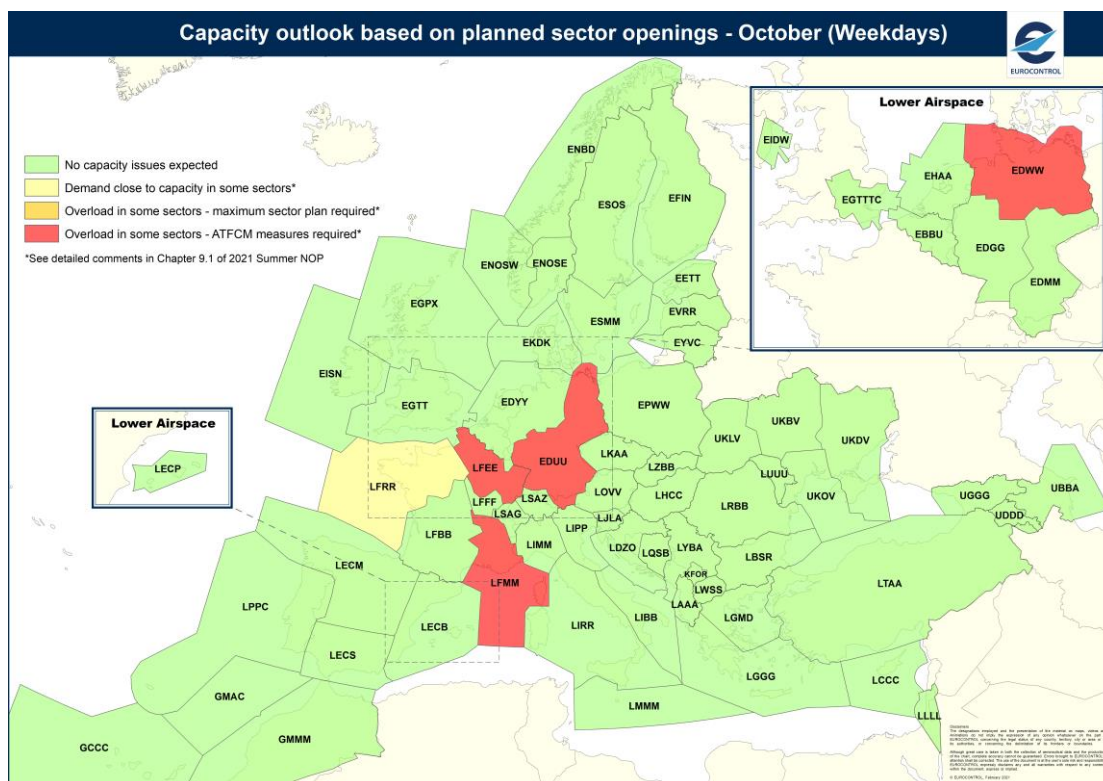 Capacity outlook based on planned sector openings - October (Weekdays)
EUROCONTROL
No capacity issues expected
Demand close to capacity in some sectors*
Overload in some sectors - maximum sector plan required*
Overload in some sectors - ATFCM measures required*
*See detailed comments in Chapter 9.1 of 2021 Summer NOP
Lower Airspace
EIDW
EGTTTC
EHAA
EDWW
EBBU
EDGG
EDMM
Lower Airspace
LECP
ENBD
ESOS
EFIN
ENOSW
ENOSE
EETT
EGPX
EVRR
ESMM
EKDK
EYVC
EISN
EGTT
EDYY
EPWW
UKBV
UKLV
UKDV
LFEE
EDUU
LKAA
LZBB
LUUU
LFRR
LFFF
LSAZ
LOVV
LHCC
UKOV
LRBB
LSAG
LJLA
UGGG
UBBA
UDDD
LFBB
LIMM
LIPP
LDZO
LQSB
LYBA
LBSR
LECM
LFMM
KFOR
LWSS
LTAA
LPPC
LAAA
LECB
LIRR
LIBB
LGMD
LECS
LGGG
LCCC
GMAC
LMMM
LLLL
GCCC
GMMM
© EUROCONTROL, February 2021